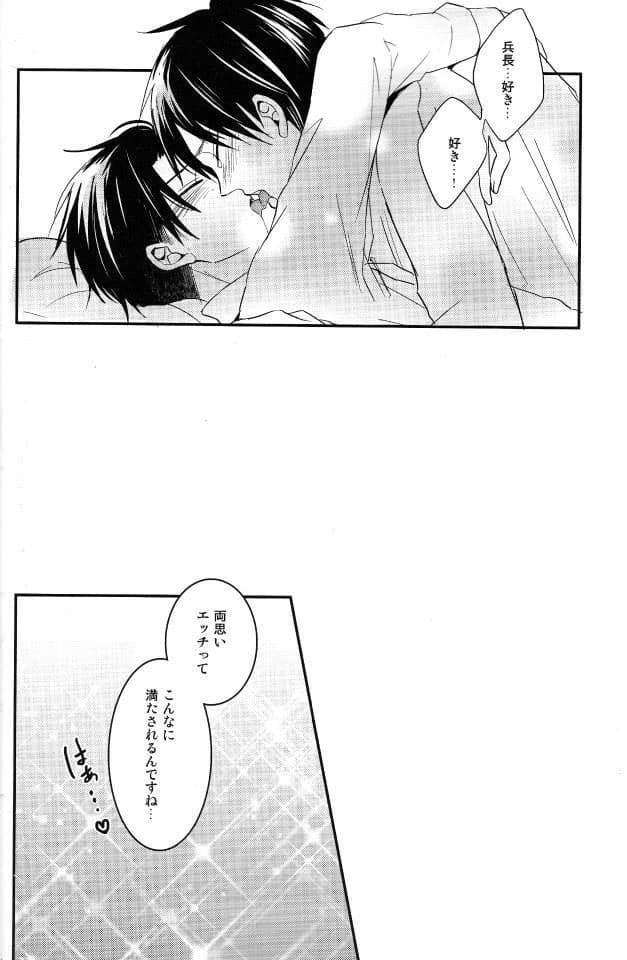 兵長…好き…
好き…！
両思い
エッチって
こんなに
満たされるんですね…
はぁ…♡